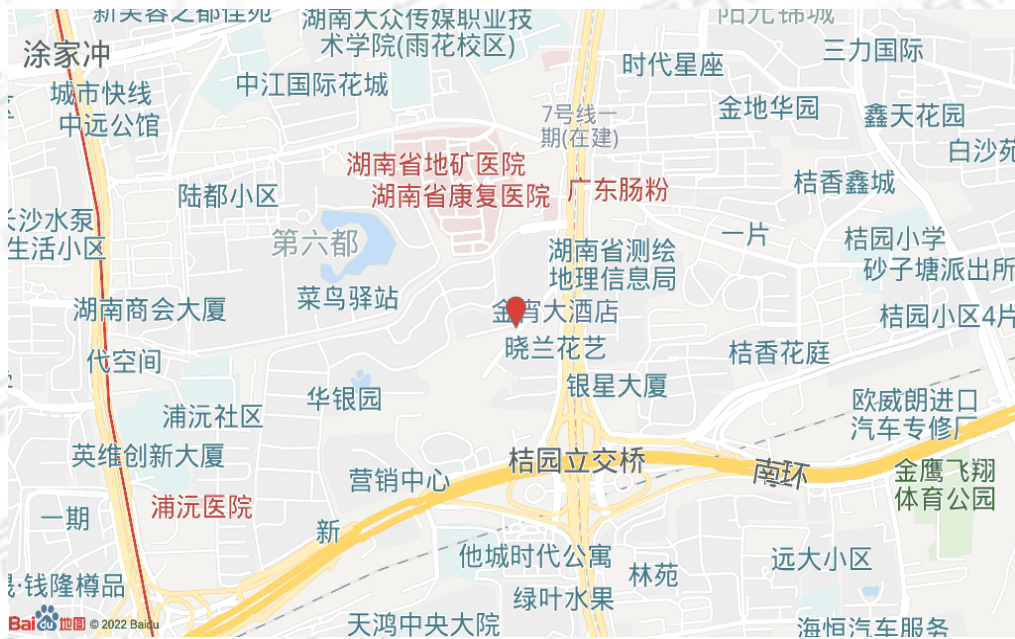 新芙蓉之都佳苑
湖南大众传媒职业技
术学院(雨花校区)
阳光锦城
涂家冲
三力国际
时代星座
中江国际花城
城市快线
中远公馆
金地华园
鑫天花园
7号线一
期(在建)
白沙苑
湖南省地矿医院
湖南省康复医院
广东肠粉
桔香鑫城
陆都小区
长沙水泵
生活小区
第六都
一片
桔园小学
湖南省测绘
地理信息局
砂子塘派出所
菜鸟驿站
湖南商会大厦
金霄大酒店
桔园小区4片
晓兰花艺
桔香花庭
代空间
银星大厦
华银园
欧威朗进口
汽车专修厂
浦沅社区
英维创新大厦
桔园立交桥
南环
金鹰飞翔
体育公园
营销中心
浦沅医院
一期
新
他城时代公寓
远大小区
林苑
晟·钱隆樽品
绿叶水果
天鸿中央大院
海恒汽车服务
Bai du 地图 © 2022 Baidu